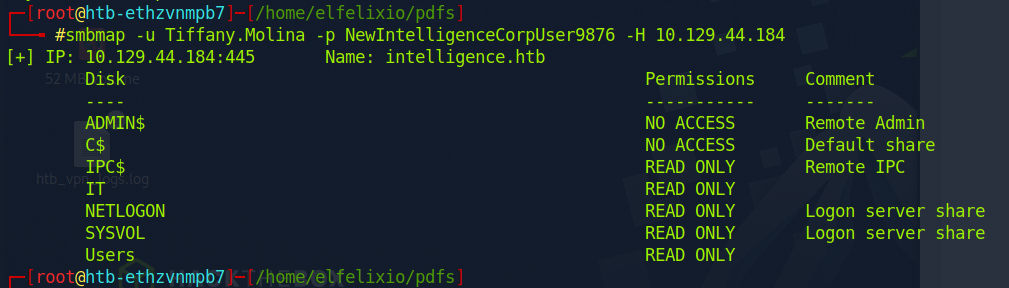 [root@htb-ethzvnmpb7]-[/home/elfelixio/pdfs]
#smbmap -u Tiffany.Molina -p NewIntelligenceCorpUser9876 -H 10.129.44.184
[+] IP: 10.129.44.184:445 Name: intelligence.htb
Disk Permissions Comment
---- ----------- -------
ADMIN$ NO ACCESS Remote Admin
C$ NO ACCESS Default share
IPC$ READ ONLY Remote IPC
htb_vpn_logs.log
IT READ ONLY
NETLOGON READ ONLY Logon server share
SYSVOL READ ONLY Logon server share
Users READ ONLY
[root@htb-ethzvnmpb7]-[/home/elfelixio/pdfs]